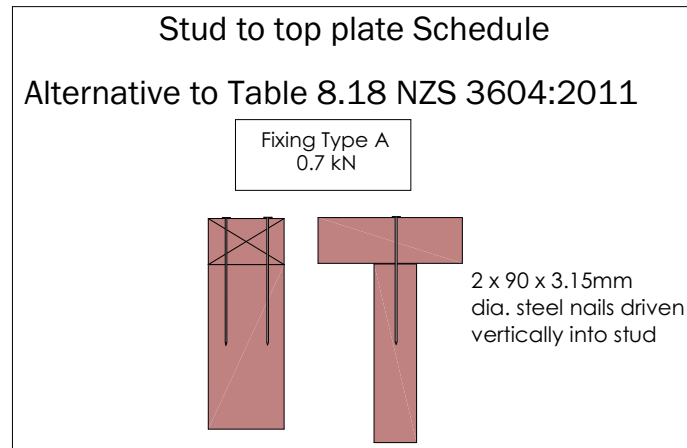 Stud to top plate Schedule
Alternative to Table 8.18 NZS 3604:2011
Fixing Type A
0.7 kN
2 x 90 x 3.15mm
dia. steel nails driven
vertically into stud